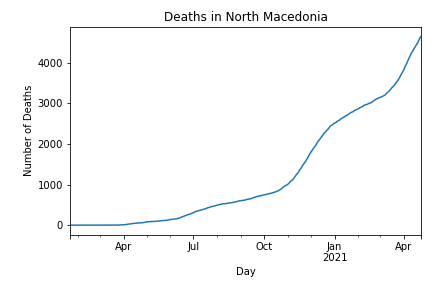 Deaths in North Macedonia
Number of Deaths
4000
3000
2000
1000
0
Apr
Jul
Oct
Jan
2021
Apr
Day